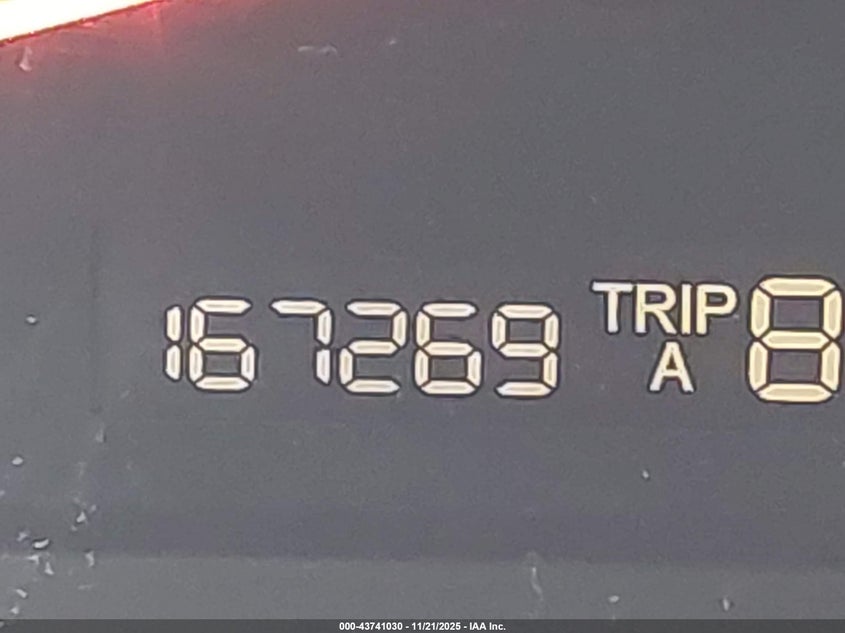 167269 TRIP A 8
000-43741030 - 11/21/2025 - IAA Inc.